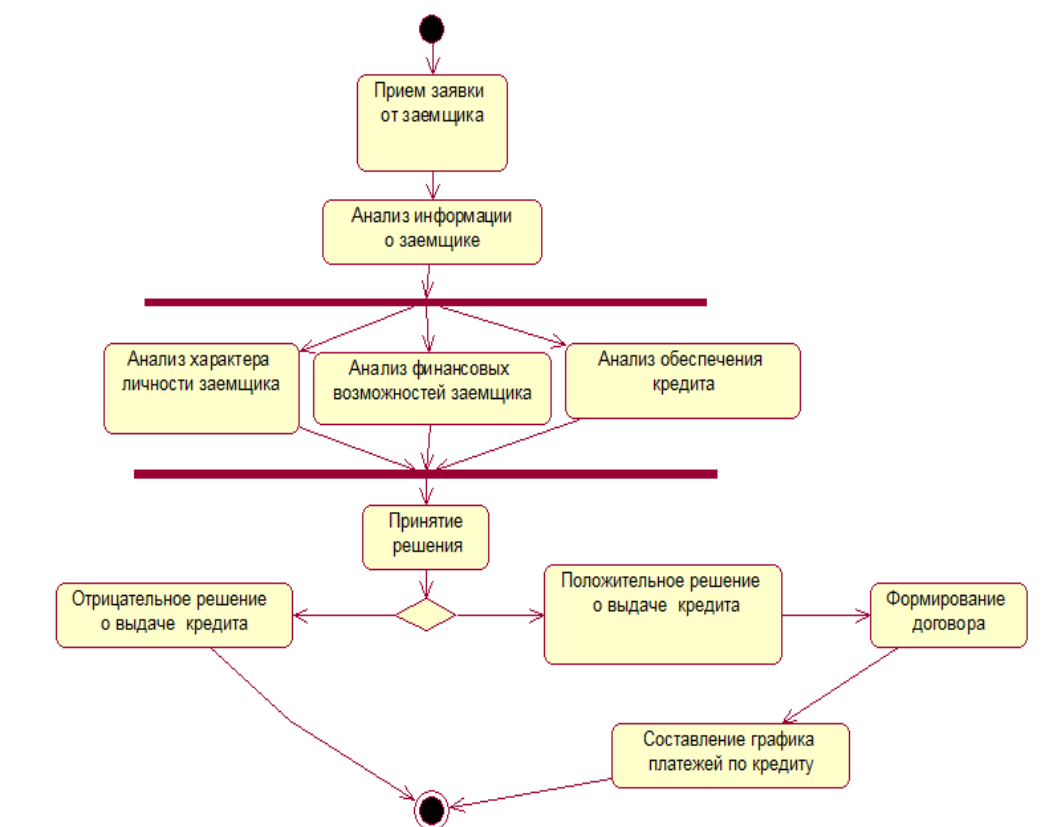 Прием заявки
от заемщика
Анализ информации
о заемщике
Анализ характера
личности заемщика
Анализ финансовых
возможностей заемщика
Анализ обеспечения
кредита
Принятие
решения
Отрицательное решение
о выдаче кредита
Положительное решение
о выдаче кредита
Формирование
договора
Составление графика
платежей по кредиту